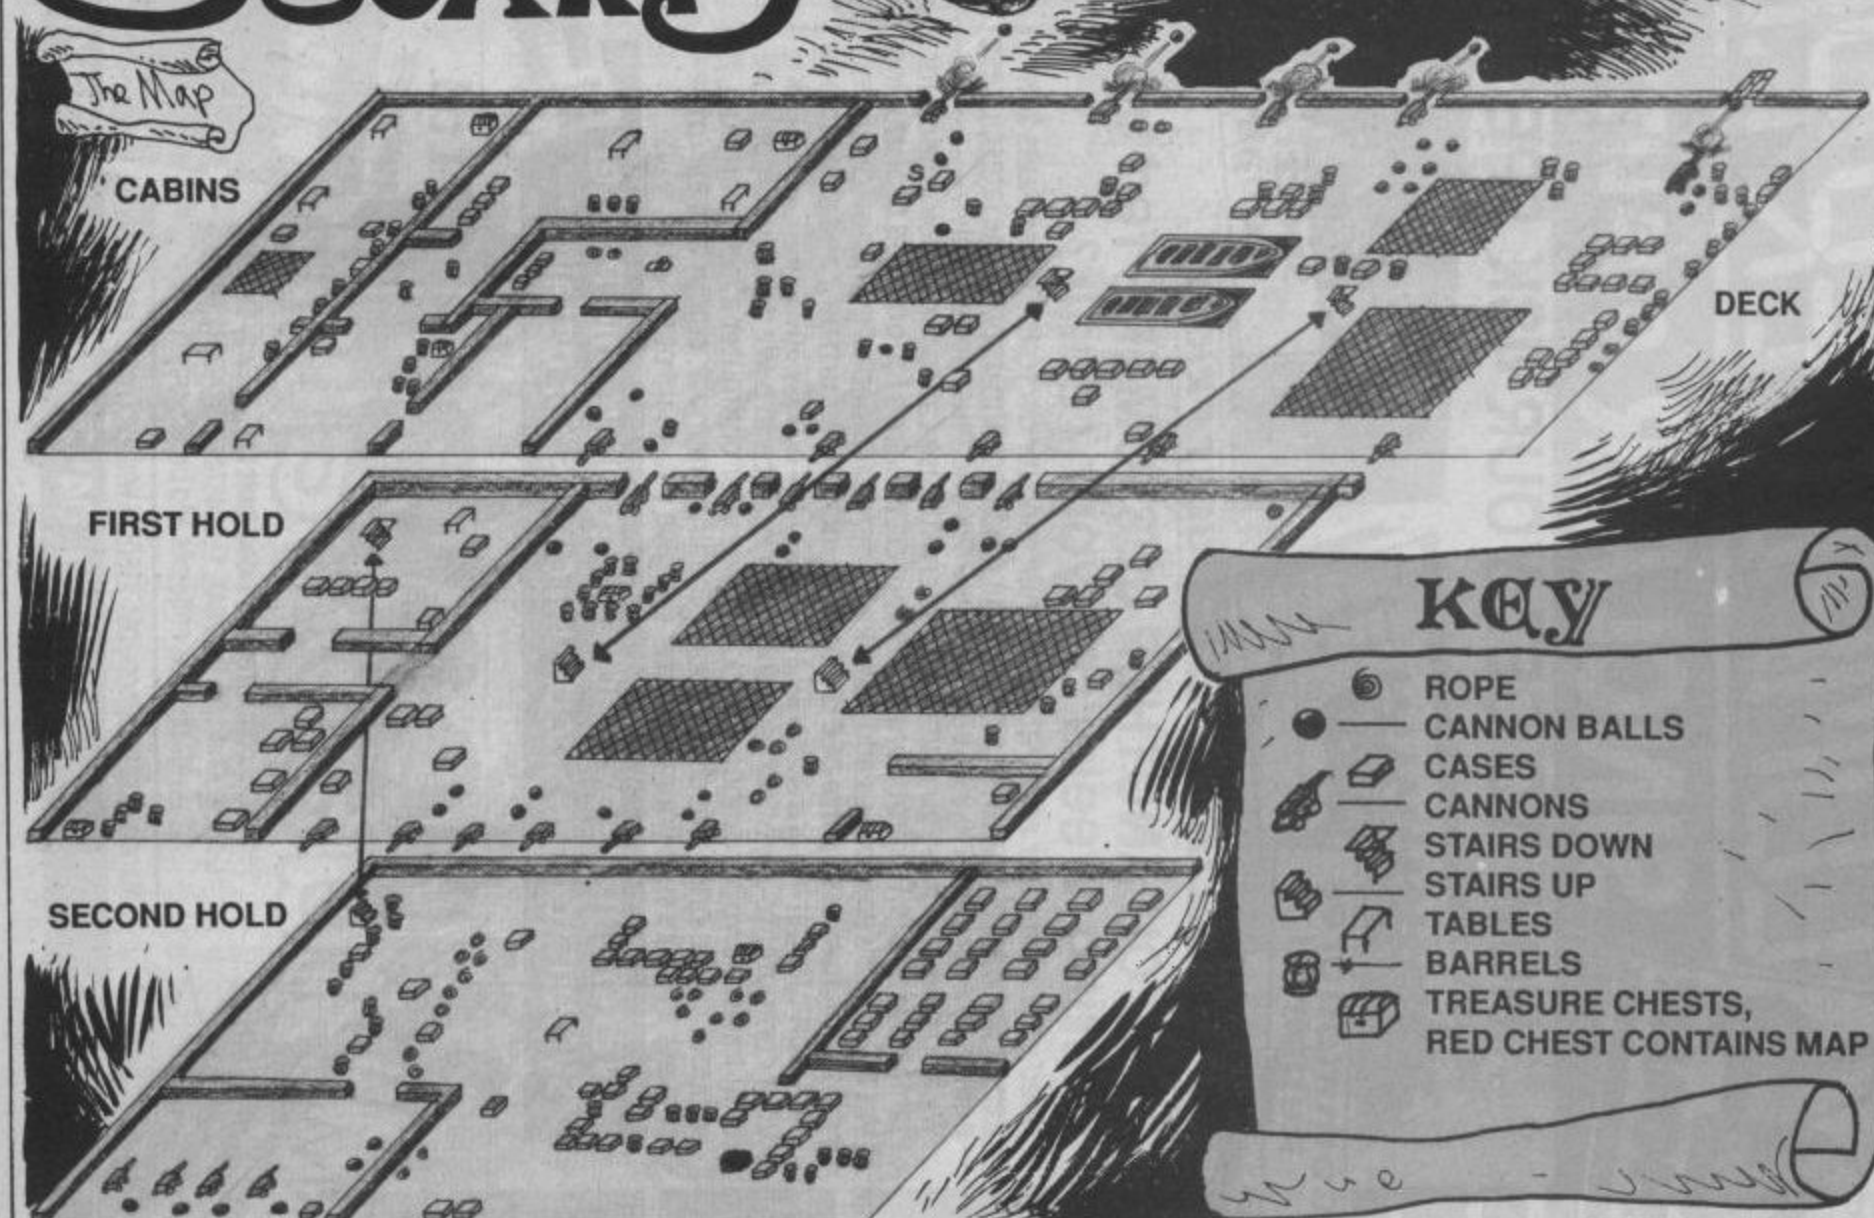 The Map
CABINS
S
DECK
FIRST HOLD
SECOND HOLD
KEY
ROPE
CANNON BALLS
CASES
CANNONS
STAIRS DOWN
STAIRS UP
TABLES
BARRELS
TREASURE CHESTS,
RED CHEST CONTAINS MAP